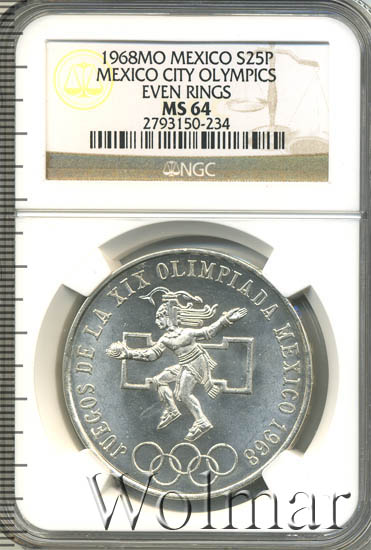 1968MO MEXICO S25P
MEXICO CITY OLYMPICS
EVEN RINGS
MS 64
2793150-234
NGC
JUEGOS DE LA XIX OLIMPIADA MEXICO 1968
Wolmar